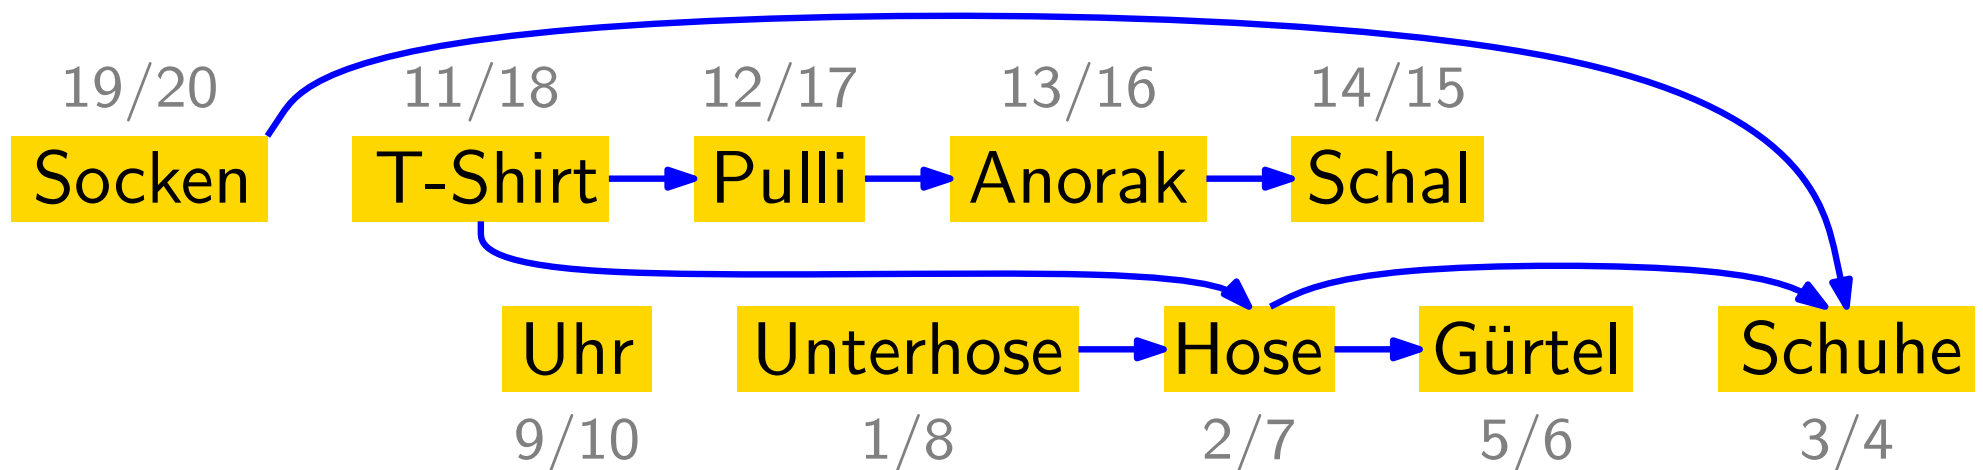 19/20 11/18 12/17 13/16 14/15
Socken T-Shirt Pulli Anorak Schal
Uhr Unterhose Hose Gürtel Schuhe
9/10 1/8 2/7 5/6 3/4